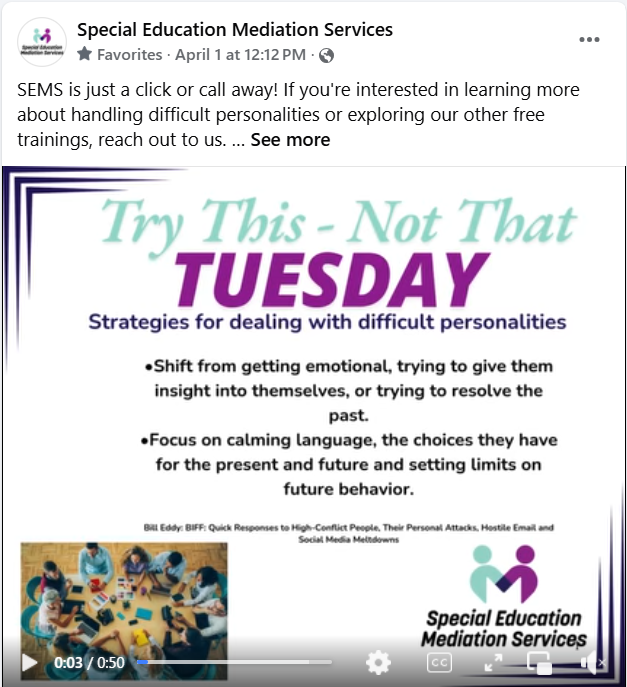 Special Education Mediation Services
Favorites · April 1 at 12:12 PM ·
SEMS is just a click or call away! If you're interested in learning more
about handling difficult personalities or exploring our other free
trainings, reach out to us. ... See more
Try This - Not That
TUESDAY
Strategies for dealing with difficult personalities
•Shift from getting emotional, trying to give them
insight into themselves, or trying to resolve the
past.
•Focus on calming language, the choices they have
for the present and future and setting limits on
future behavior.
Bill Eddy: BIFF: Quick Responses to High-Conflict People, Their Personal Attacks, Hostile Email and
Social Media Meltdowns
Special Education
Mediation Services
0:03 / 0:50
CC
Special Education
Mediation Services